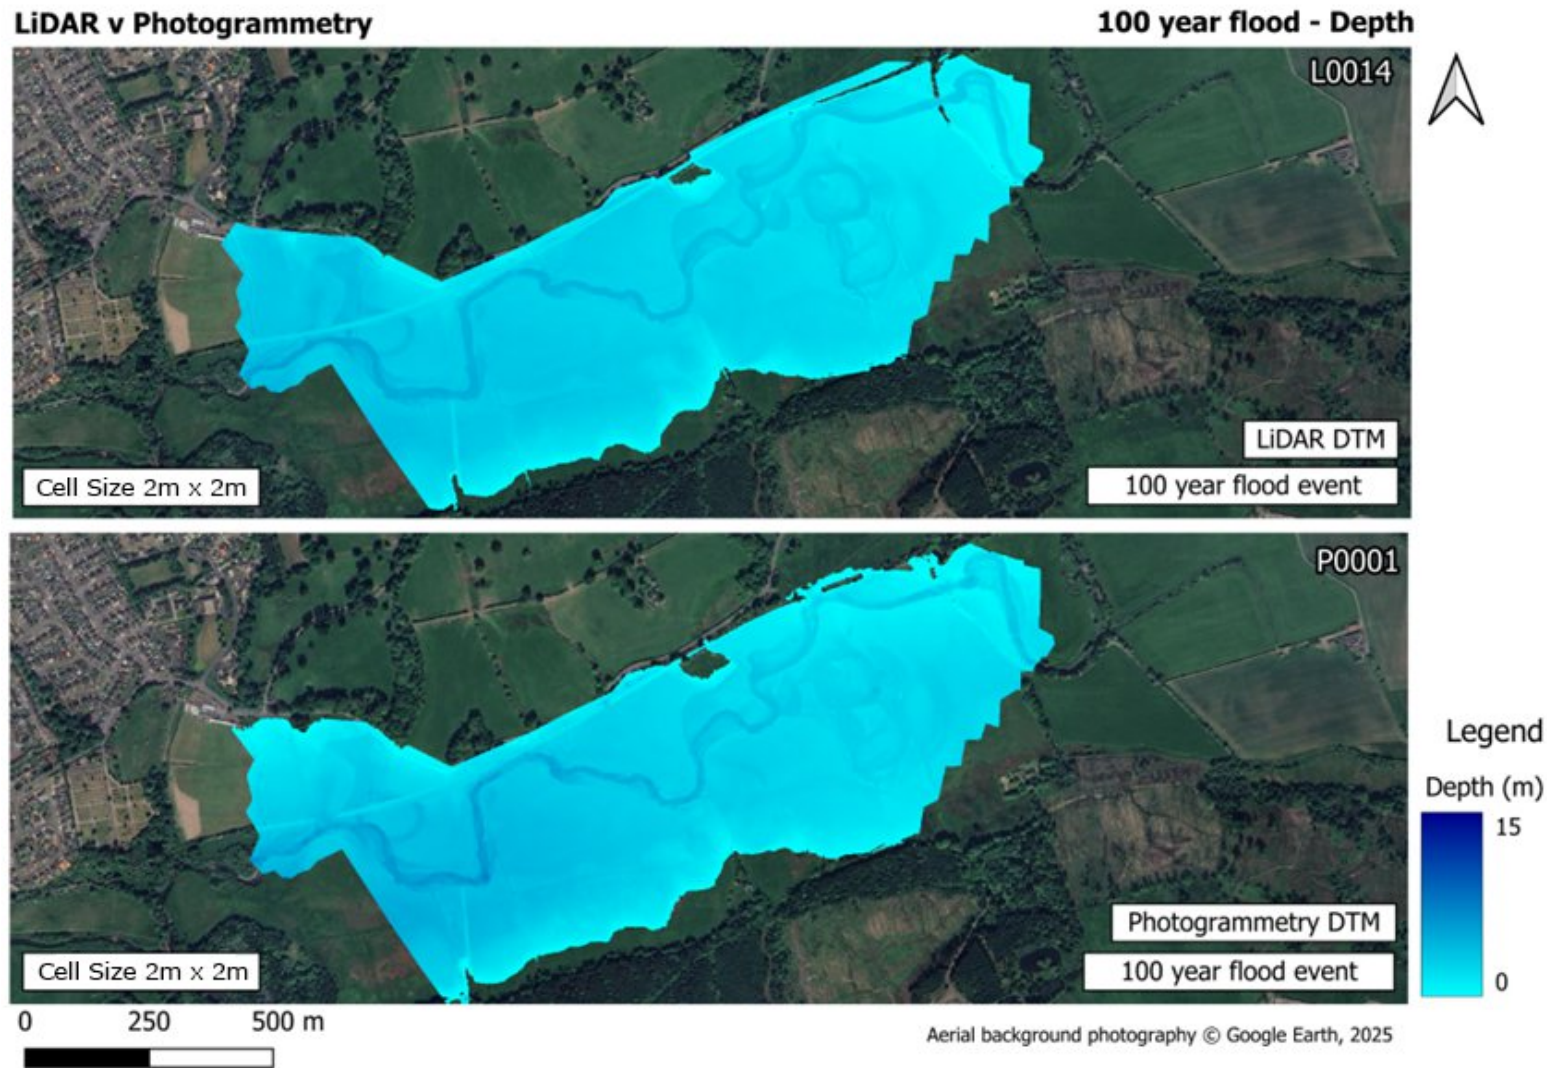 LiDAR v Photogrammetry
100 year flood - Depth
L0014
LiDAR DTM
Cell Size 2m x 2m
100 year flood event
P0001
Legend
Depth (m)
15
0
Photogrammetry DTM
Cell Size 2m x 2m
100 year flood event
0 250 500 m
Aerial background photography © Google Earth, 2025